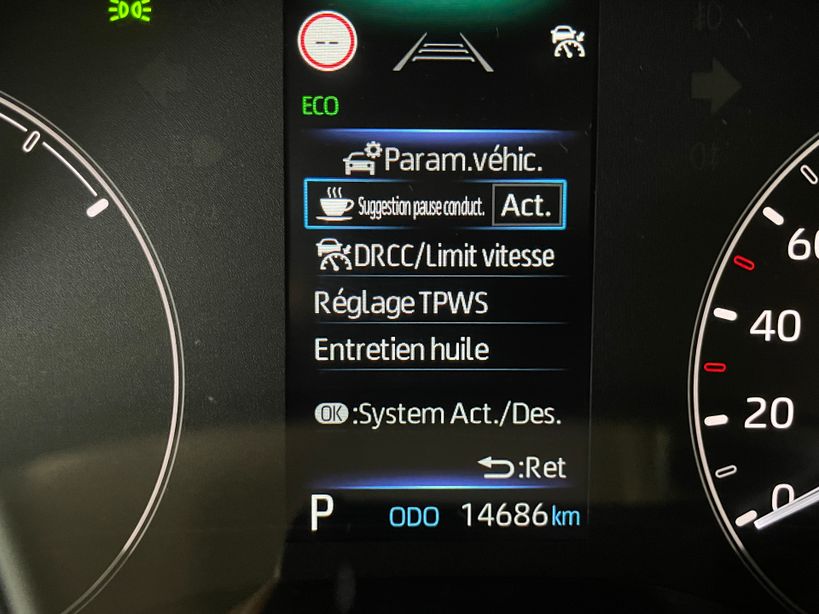 --
ECO
Param.véhic.
Suggestion pause conduct. Act.
DRCC/Limit vitesse
Réglage TPWS
Entretien huile
OK :System Act./Des.
:Ret
P ODO 14686 km
0
60
40
20
0